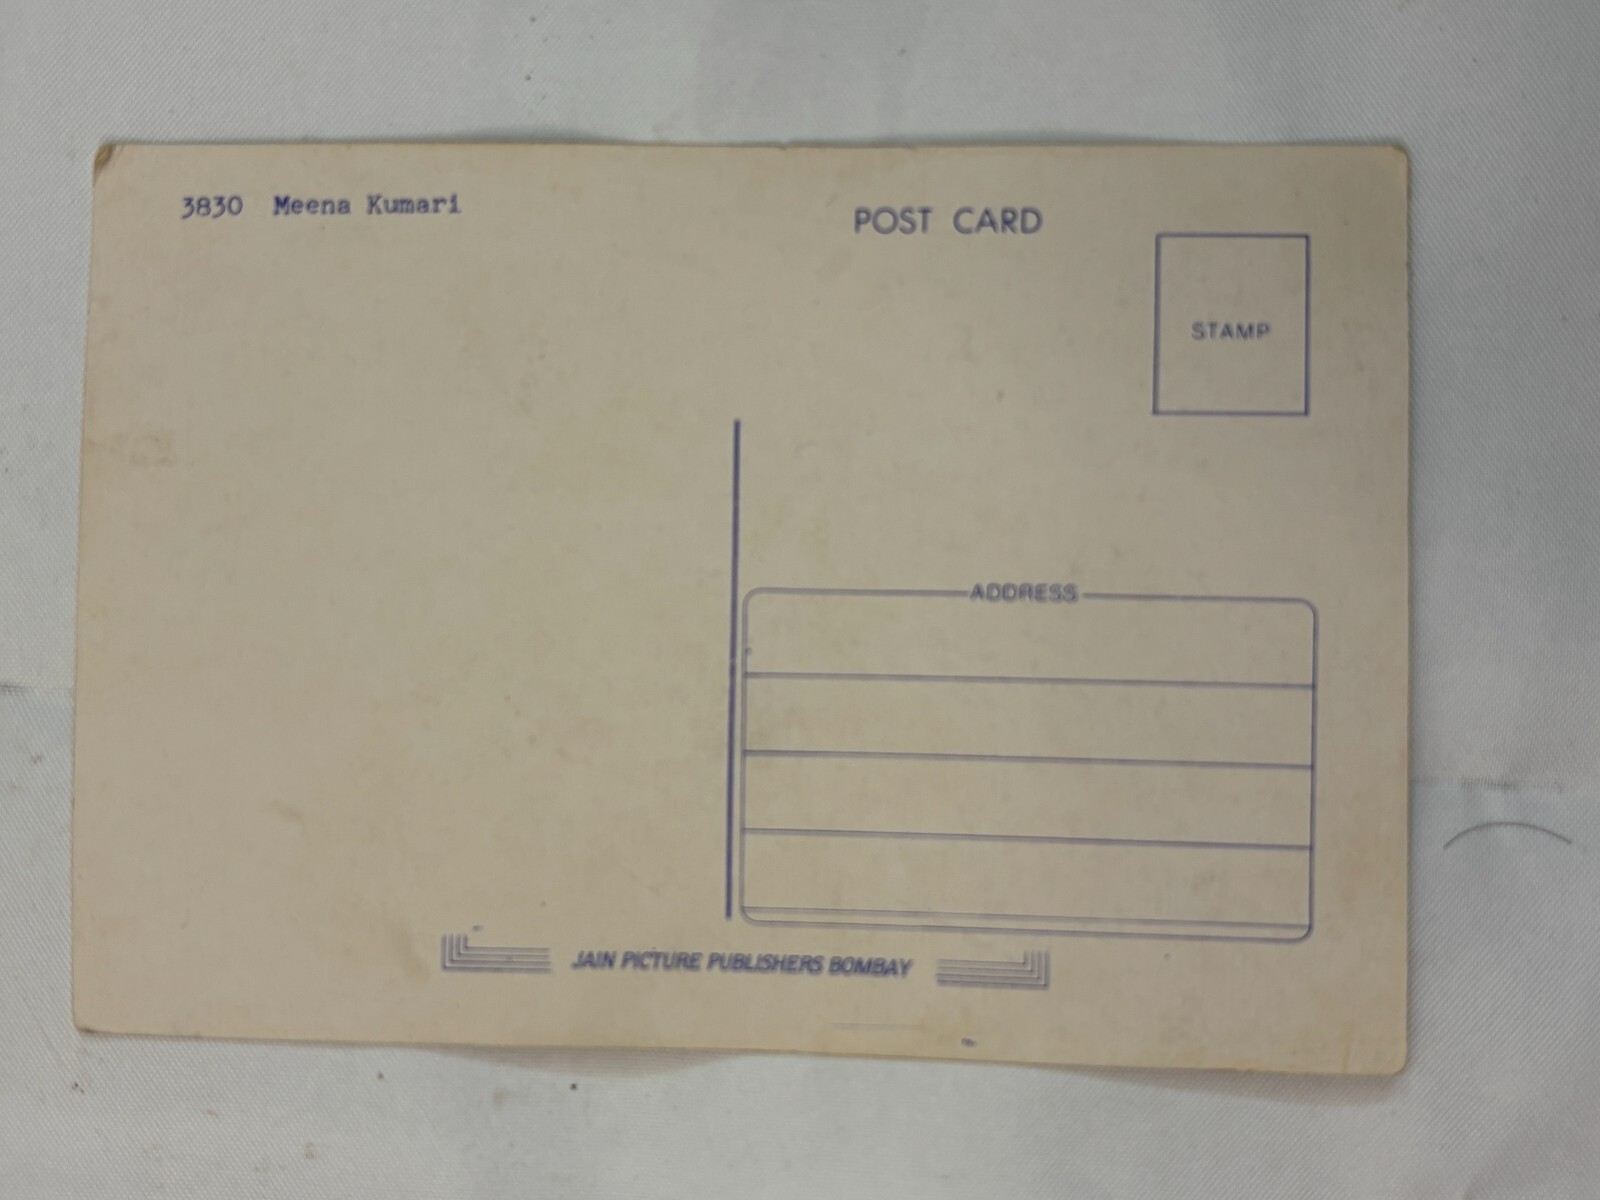 3830 Meena Kumari
POST CARD
STAMP
ADDRESS
JAIN PICTURE PUBLISHERS BOMBAY